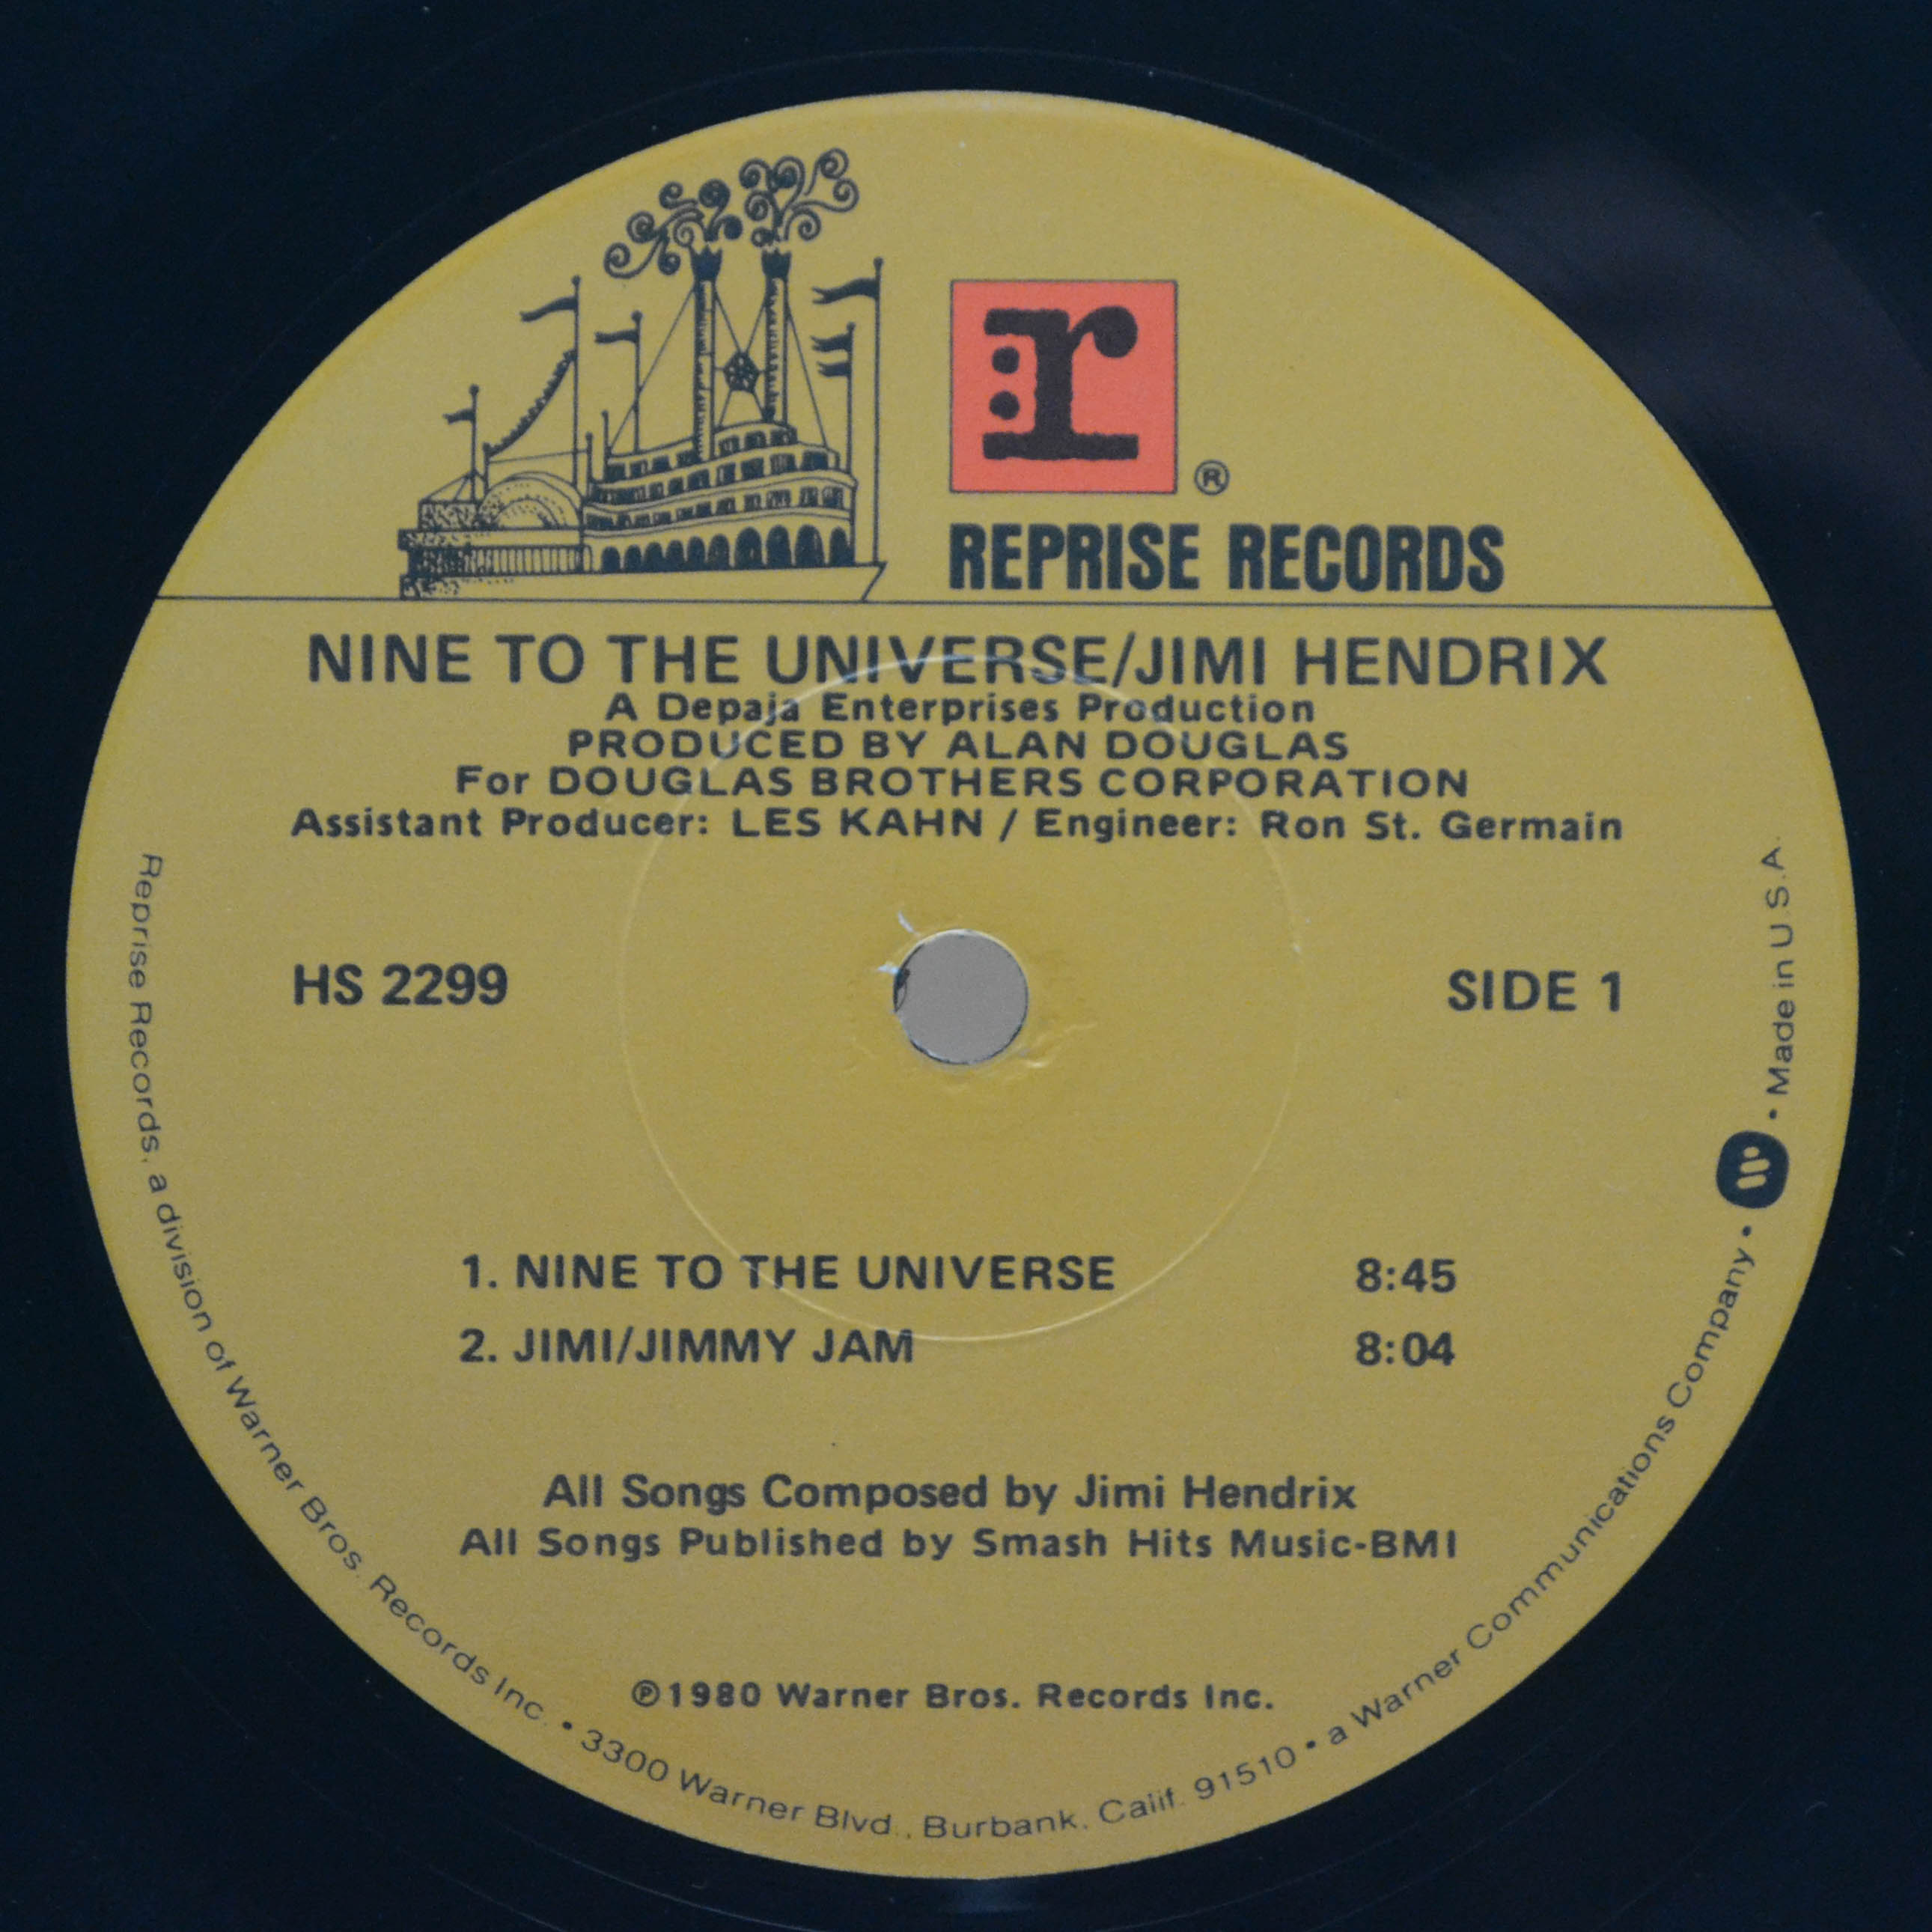 r
®
REPRISE RECORDS
NINE TO THE UNIVERSE/JIMI HENDRIX
A Depaja Enterprises Production
PRODUCED BY ALAN DOUGLAS
For DOUGLAS BROTHERS CORPORATION
Assistant Producer: LES KAHN / Engineer: Ron St. Germain
HS 2299
SIDE 1
1. NINE TO THE UNIVERSE 8:45
2. JIMI/JIMMY JAM 8:04
All Songs Composed by Jimi Hendrix
All Songs Published by Smash Hits Music-BMI
℗1980 Warner Bros. Records Inc.
Reprise Records, a division of Warner Bros. Records Inc. • 3300 Warner Blvd., Burbank, Calif. 91510 • a Warner Communications Company • W • Made in U.S.A.